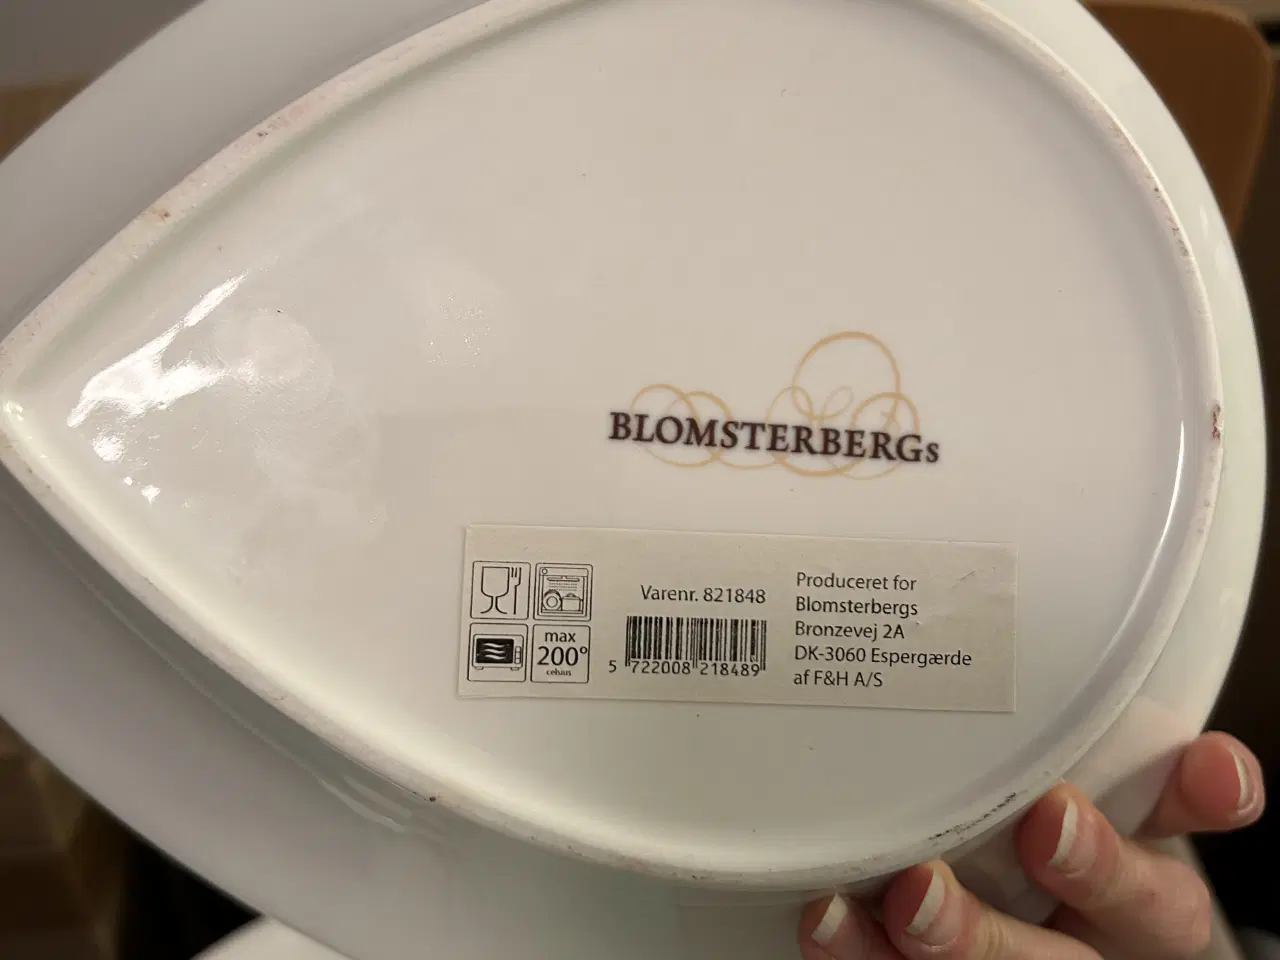 BLOMSTERBERGs
max
200°
celsius
Varenr. 821848
5 722008 218489
Produceret for
Blomsterbergs
Bronzevej 2A
DK-3060 Espergærde
af F&H A/S